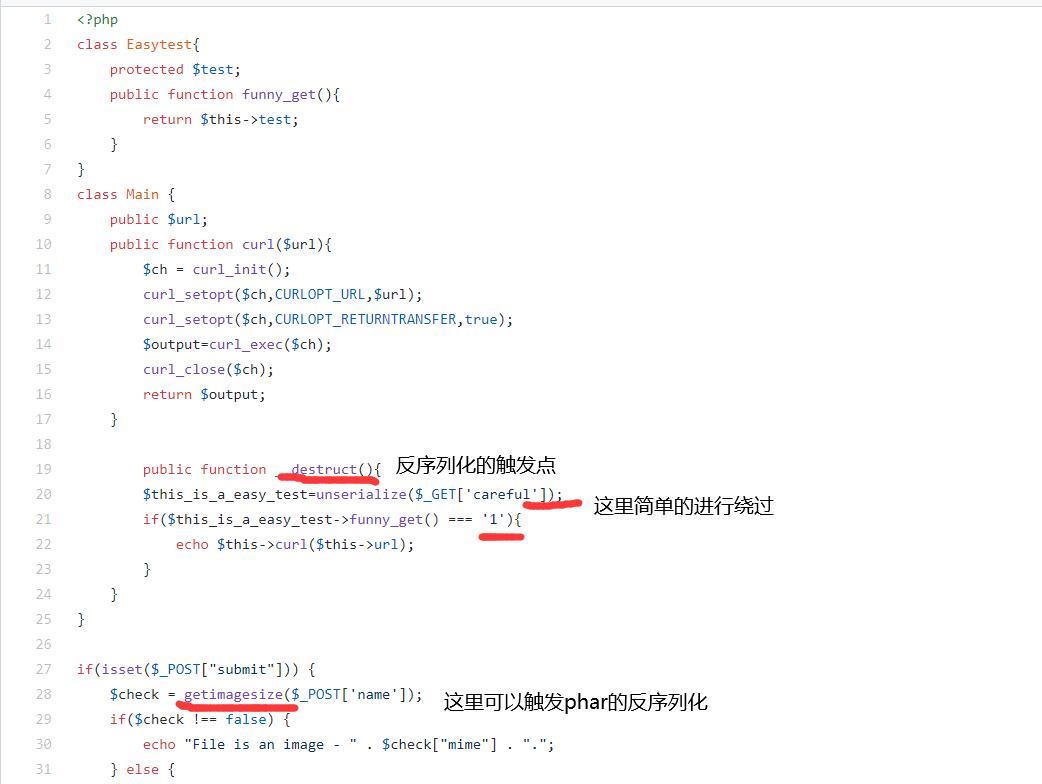 1 <?php
2 class Easytest{
3 protected $test;
4 public function funny_get(){
5 return $this->test;
6 }
7 }
8 class Main {
9 public $url;
10 public function curl($url){
11 $ch = curl_init();
12 curl_setopt($ch,CURLOPT_URL,$url);
13 curl_setopt($ch,CURLOPT_RETURNTRANSFER,true);
14 $output=curl_exec($ch);
15 curl_close($ch);
16 return $output;
17 }
18
19 public function __destruct(){ 反序列化的触发点
20 $this_is_a_easy_test=unserialize($_GET['careful']); 这里简单的进行绕过
21 if($this_is_a_easy_test->funny_get() === '1'){
22 echo $this->curl($this->url);
23 }
24 }
25 }
26
27 if(isset($_POST["submit"])) {
28 $check = getimagesize($_POST['name']); 这里可以触发phar的反序列化
29 if($check !== false) {
30 echo "File is an image - " . $check["mime"] . ".";
31 } else {